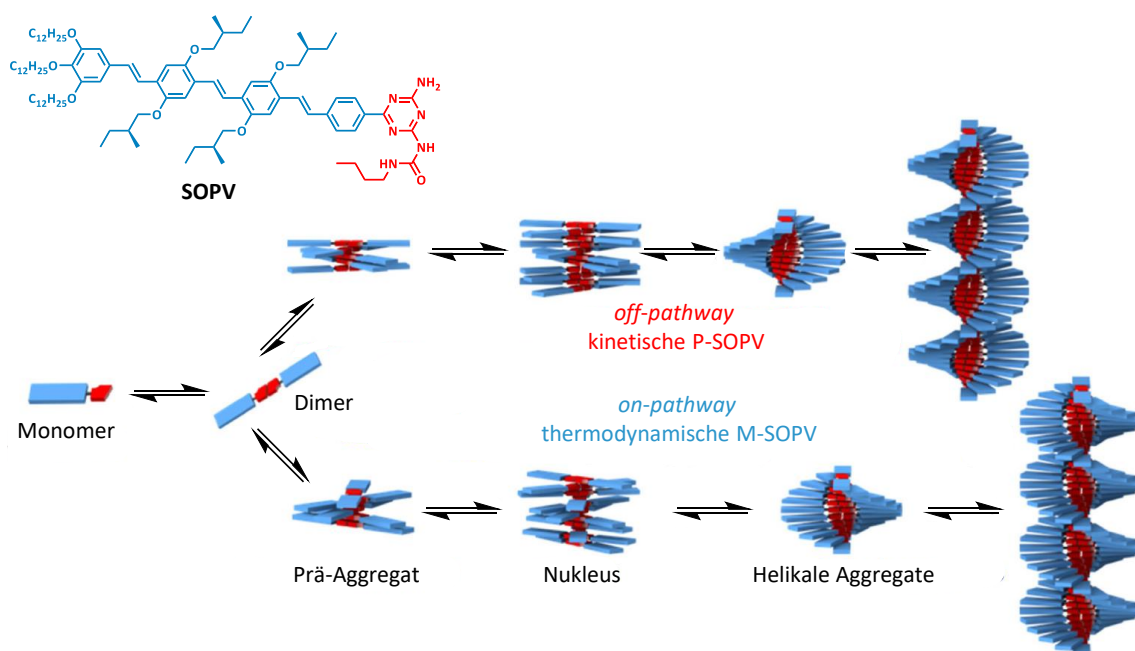 C12H25O
C12H25O
C12H25O
O
O
O
O
N
N
N
NH2
NH
HN
O
SOPV
off-pathway
kinetische P-SOPV
on-pathway
thermodynamische M-SOPV
Monomer
Dimer
Prä-Aggregat
Nukleus
Helikale Aggregate